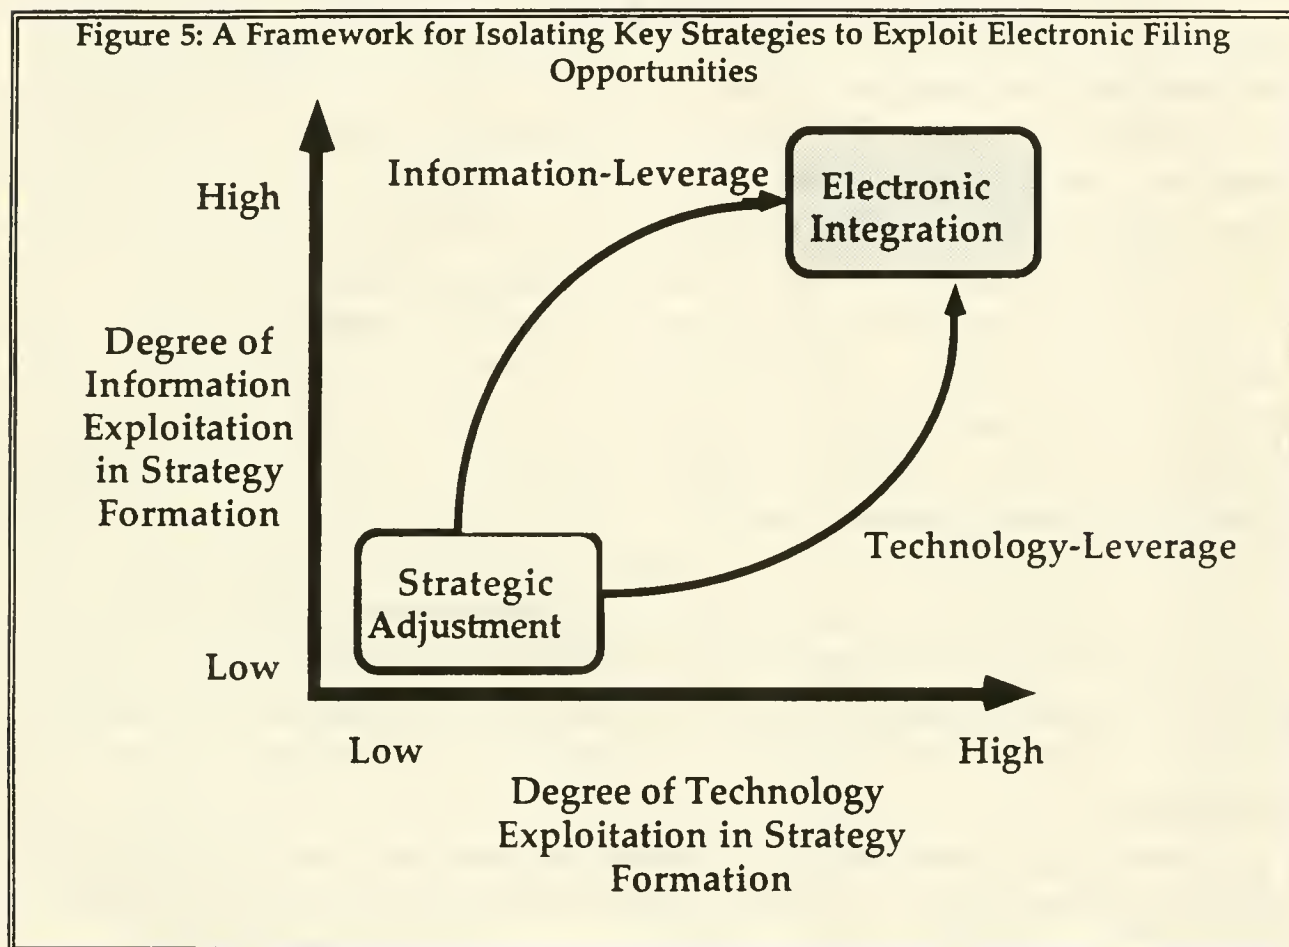 Figure 5: A Framework for Isolating Key Strategies to Exploit Electronic Filing
Opportunities
Information-Leverage
Electronic
Integration
High
Degree of
Information
Exploitation
in Strategy
Formation
Technology-Leverage
Strategic
Adjustment
Low
Low
High
Degree of Technology
Exploitation in Strategy
Formation